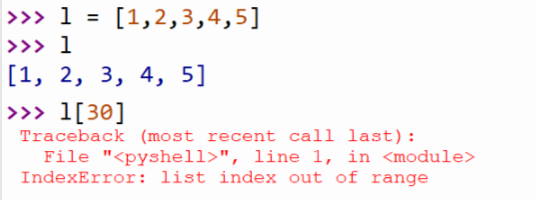 >>> l = [1,2,3,4,5]
>>> l
[1, 2, 3, 4, 5]
>>> l[30]
Traceback (most recent call last):
  File "<pyshell>", line 1, in <module>
IndexError: list index out of range